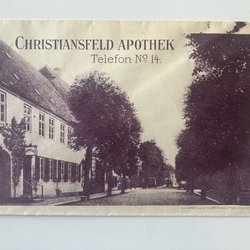 CHRISTIANSFELD APOTHEK
Telefon Nº 14.